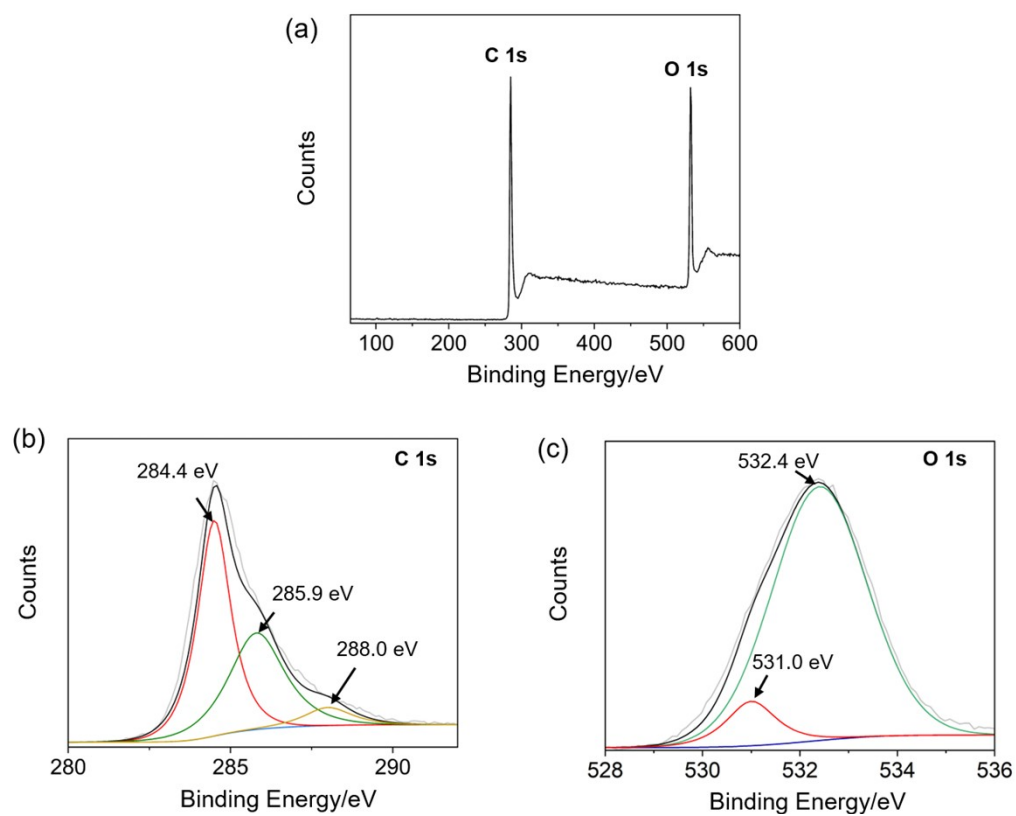 (a)
C 1s
O 1s
Counts
100 200 300 400 500 600
Binding Energy/eV
(b)
C 1s
284.4 eV
285.9 eV
288.0 eV
Counts
280 285 290
Binding Energy/eV
(c)
O 1s
532.4 eV
531.0 eV
Counts
528 530 532 534 536
Binding Energy/eV